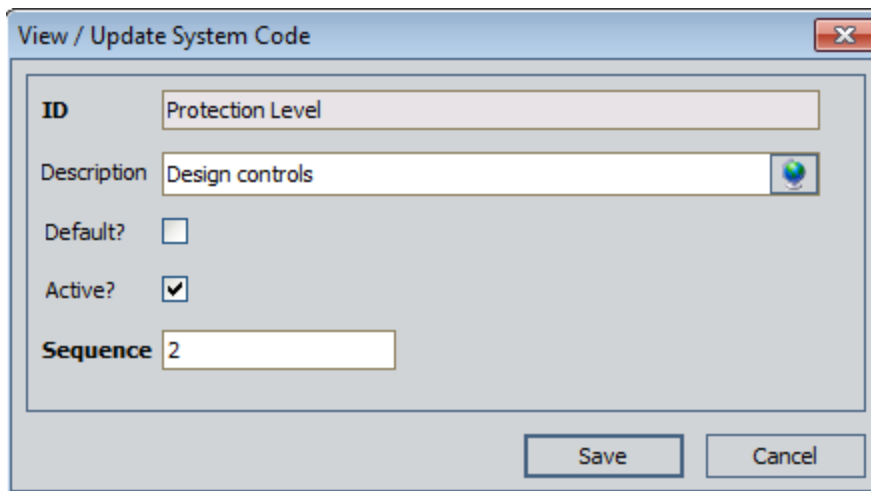 View / Update System Code
ID Protection Level
Description Design controls
Default?
Active?
Sequence 2
Save Cancel